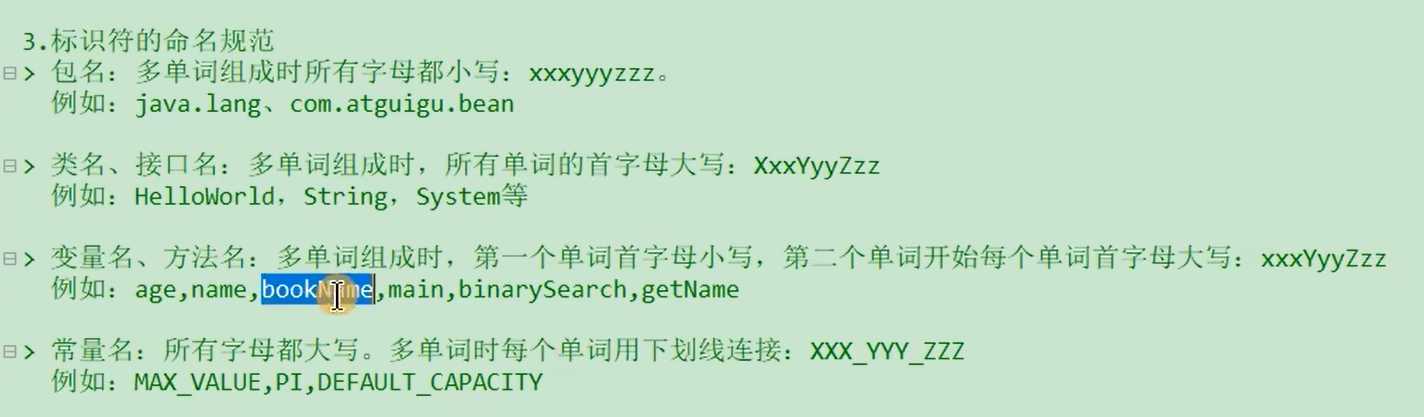 3.标识符的命名规范
> 包名：多单词组成时所有字母都小写：xxxyyyzzz。
例如：java.lang、com.atguigu.bean
> 类名、接口名：多单词组成时，所有单词的首字母大写：XxxYyyZzz
例如：HelloWorld，String，System等
> 变量名、方法名：多单词组成时，第一个单词首字母小写，第二个单词开始每个单词首字母大写：xxxYyyZzz
例如：age,name,bookName,main,binarySearch,getName
> 常量名：所有字母都大写。多单词时每个单词用下划线连接：XXX_YYY_ZZZ
例如：MAX_VALUE,PI,DEFAULT_CAPACITY